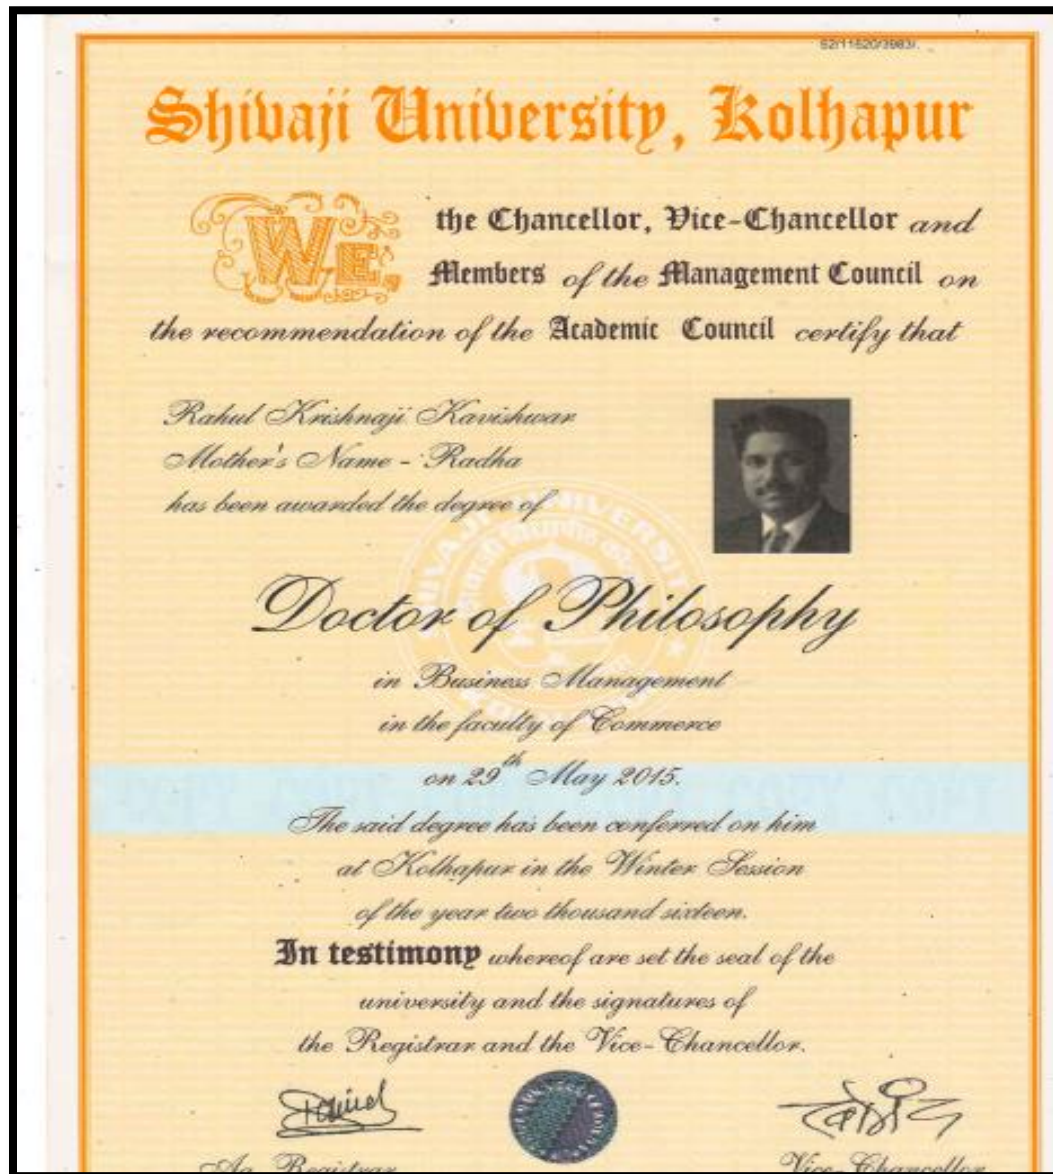 Shivaji University, Kolhapur
We the Chancellor, Vice-Chancellor and
Members of the Management Council on
the recommendation of the Academic Council certify that
Rahul Krishnaji Kavishwar
Mother's Name - Radha
has been awarded the degree of
Doctor of Philosophy
in Business Management
in the faculty of Commerce
on 29th May 2015.
The said degree has been conferred on him
at Kolhapur in the Winter Session
of the year two thousand sixteen.
In testimony whereof are set the seal of the
university and the signatures of
the Registrar and the Vice-Chancellor.
Ag. Registrar
Vice-Chancellor